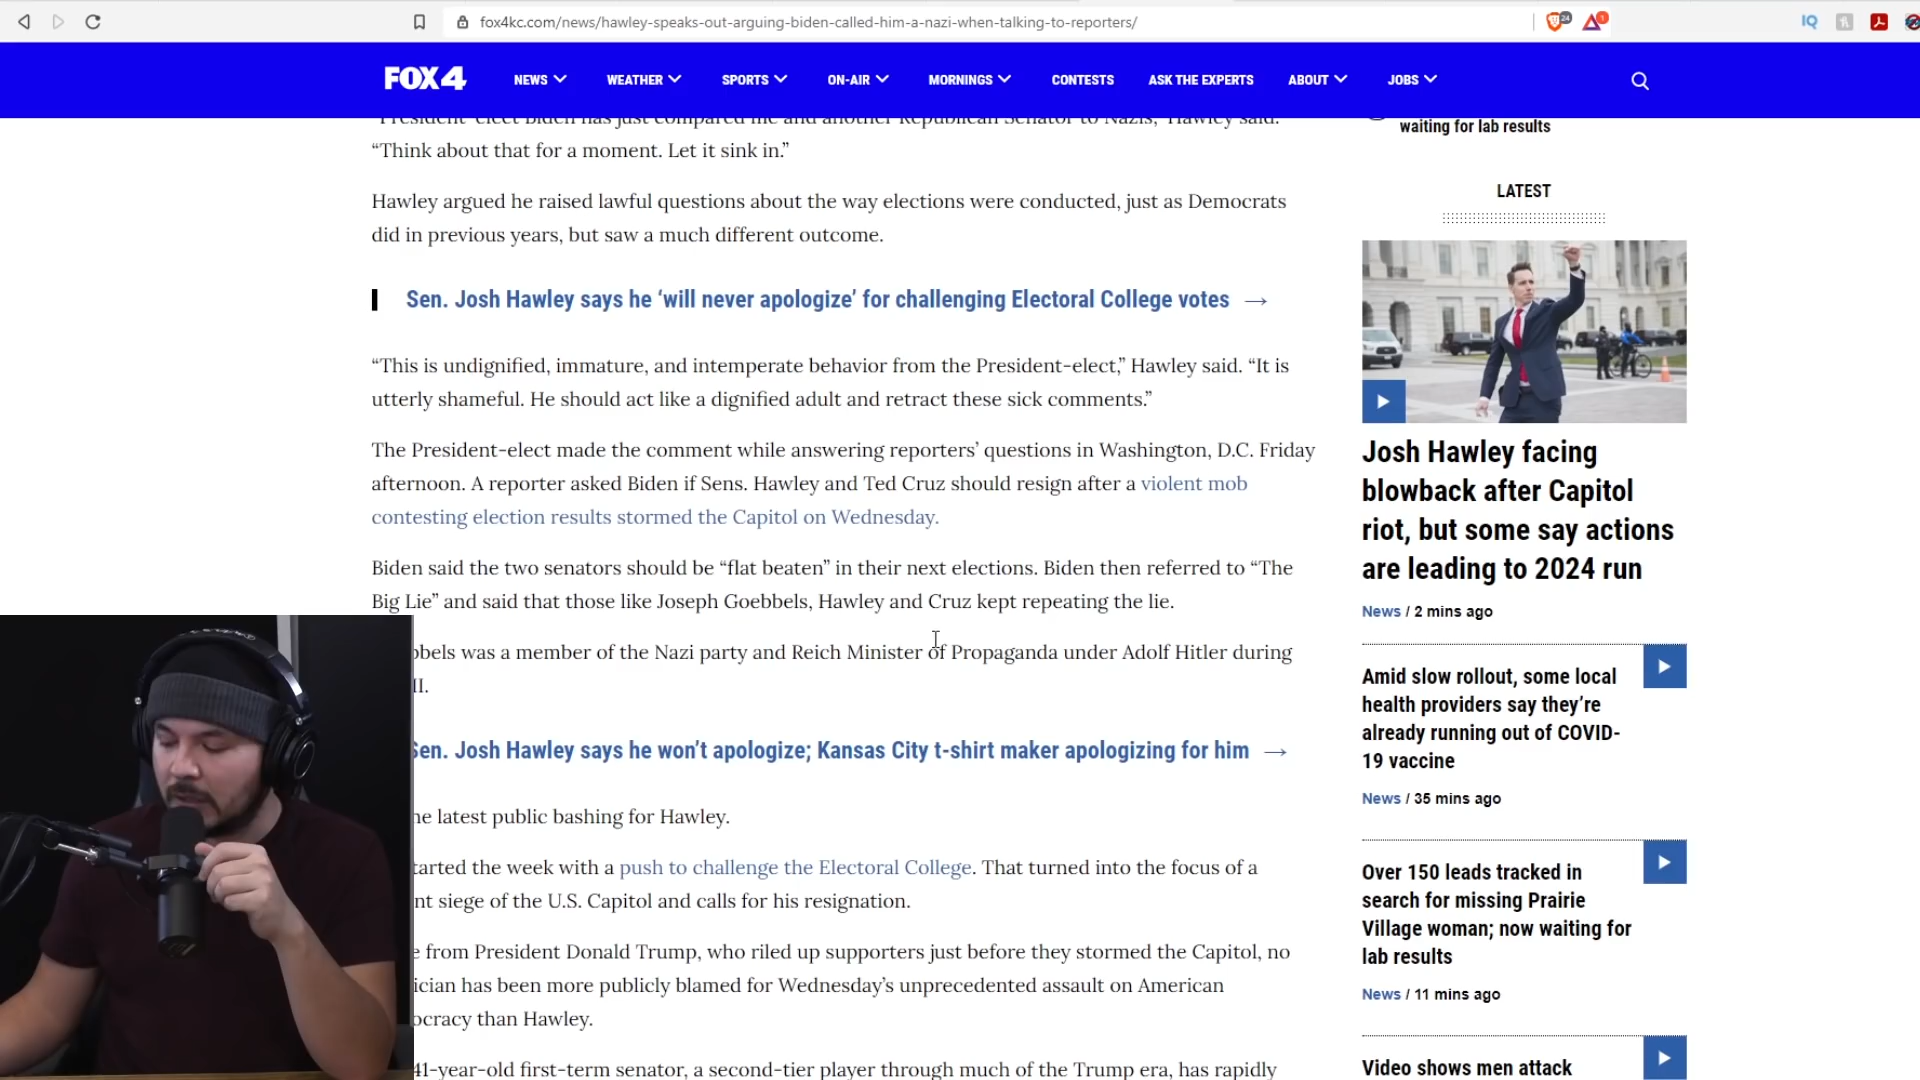 fox4kc.com/news/hawley-speaks-out-arguing-biden-called-him-a-nazi-when-talking-to-reporters/
24
1
IQ
FOX 4
NEWS
WEATHER
SPORTS
ON-AIR
MORNINGS
CONTESTS
ASK THE EXPERTS
ABOUT
JOBS
“President-elect Biden has just compared me and another Republican Senator to Nazis,” Hawley said.
“Think about that for a moment. Let it sink in.”
Hawley argued he raised lawful questions about the way elections were conducted, just as Democrats
did in previous years, but saw a much different outcome.
Sen. Josh Hawley says he ‘will never apologize’ for challenging Electoral College votes →
“This is undignified, immature, and intemperate behavior from the President-elect,” Hawley said. “It is
utterly shameful. He should act like a dignified adult and retract these sick comments.”
The President-elect made the comment while answering reporters’ questions in Washington, D.C. Friday
afternoon. A reporter asked Biden if Sens. Hawley and Ted Cruz should resign after a violent mob
contesting election results stormed the Capitol on Wednesday.
Biden said the two senators should be “flat beaten” in their next elections. Biden then referred to “The
Big Lie” and said that those like Joseph Goebbels, Hawley and Cruz kept repeating the lie.
bbels was a member of the Nazi party and Reich Minister of Propaganda under Adolf Hitler during
II.
Sen. Josh Hawley says he won’t apologize; Kansas City t-shirt maker apologizing for him →
he latest public bashing for Hawley.
tarted the week with a push to challenge the Electoral College. That turned into the focus of a
nt siege of the U.S. Capitol and calls for his resignation.
e from President Donald Trump, who riled up supporters just before they stormed the Capitol, no
ician has been more publicly blamed for Wednesday’s unprecedented assault on American
ocracy than Hawley.
41-year-old first-term senator, a second-tier player through much of the Trump era, has rapidly
waiting for lab results
LATEST
Josh Hawley facing
blowback after Capitol
riot, but some say actions
are leading to 2024 run
News / 2 mins ago
Amid slow rollout, some local
health providers say they’re
already running out of COVID-
19 vaccine
News / 35 mins ago
Over 150 leads tracked in
search for missing Prairie
Village woman; now waiting for
lab results
News / 11 mins ago
Video shows men attack